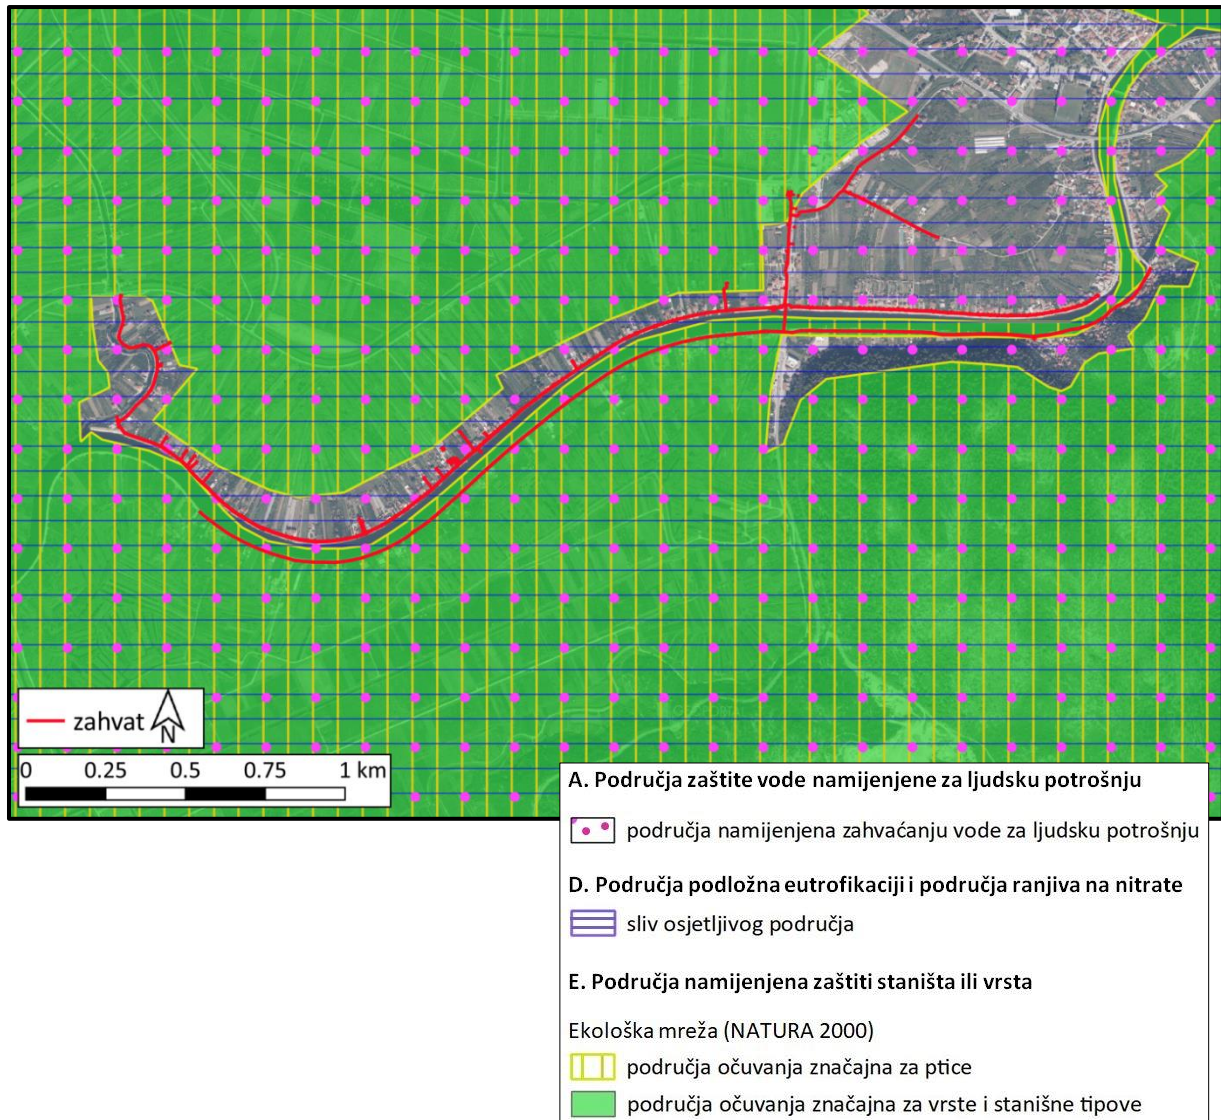 zahvat
N
0 0.25 0.5 0.75 1 km
A. Područja zaštite vode namijenjene za ljudsku potrošnju
područja namijenjena zahvaćanju vode za ljudsku potrošnju
D. Područja podložna eutrofikaciji i područja ranjiva na nitrate
sliv osjetljivog područja
E. Područja namijenjena zaštiti staništa ili vrsta
Ekološka mreža (NATURA 2000)
područja očuvanja značajna za ptice
područja očuvanja značajna za vrste i stanišne tipove